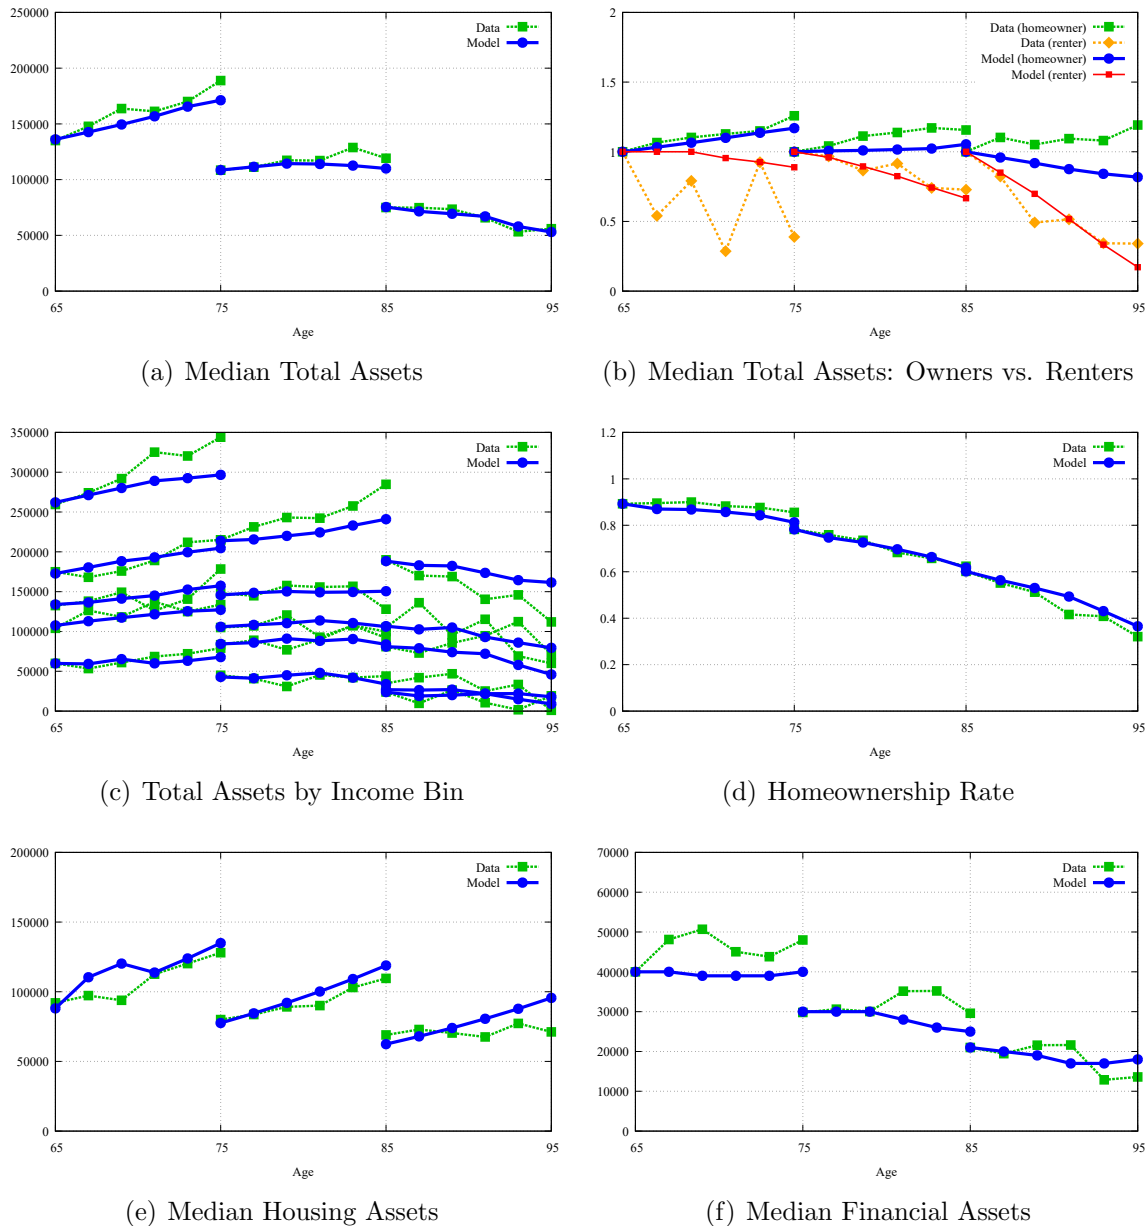 250000
200000
150000
100000
50000
0
65
75
85
95
Age
Data
Model
(a) Median Total Assets
2
1.5
1
0.5
0
65
75
85
95
Age
Data (homeowner)
Data (renter)
Model (homeowner)
Model (renter)
(b) Median Total Assets: Owners vs. Renters
350000
300000
250000
200000
150000
100000
50000
0
65
75
85
95
Age
Data
Model
(c) Total Assets by Income Bin
1.2
1
0.8
0.6
0.4
0.2
0
65
75
85
95
Age
Data
Model
(d) Homeownership Rate
200000
150000
100000
50000
0
65
75
85
95
Age
Data
Model
(e) Median Housing Assets
70000
60000
50000
40000
30000
20000
10000
0
65
75
85
95
Age
Data
Model
(f) Median Financial Assets